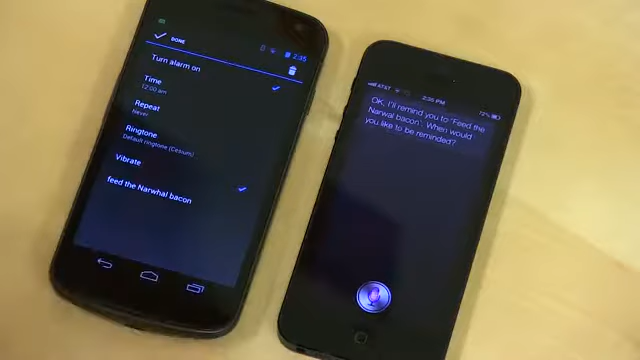 DONE
2:35
Turn alarm on
Time
12:00 am
Repeat
Never
Ringtone
Default ringtone (Cesium)
Vibrate
feed the Narwhal bacon
AT&T
2:35 PM
72%
OK, I'll remind you to "Feed the
Narwal bacon". When would
you like to be reminded?